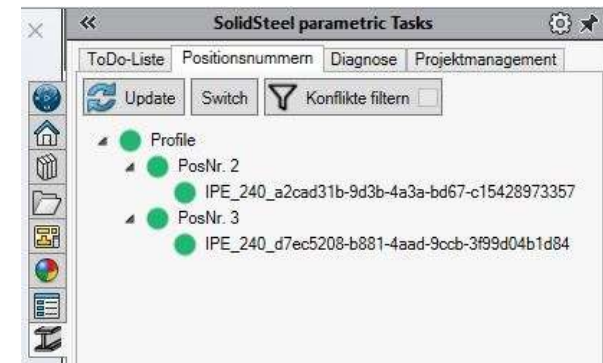 SolidSteel parametric Tasks
ToDo-Liste Positionsnummern Diagnose Projektmanagement
Update Switch Konflikte filtern
Profile
PosNr. 2
IPE_240_a2cad31b-9d3b-4a3a-bd67-c15428973357
PosNr. 3
IPE_240_d7ec5208-b881-4aad-9ccb-3f99d04b1d84